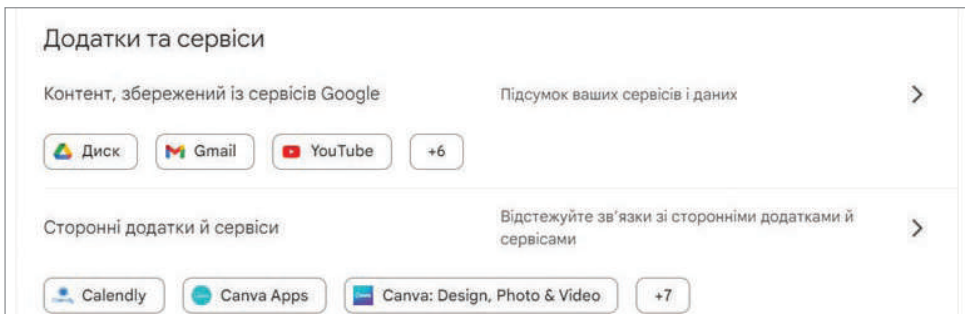 Додатки та сервіси
Контент, збережений із сервісів Google
Підсумок ваших сервісів і даних
Диск
Gmail
YouTube
+6
Сторонні додатки й сервіси
Відстежуйте зв’язки зі сторонніми додатками й
сервісами
Calendly
Canva Apps
Canva: Design, Photo & Video
+7